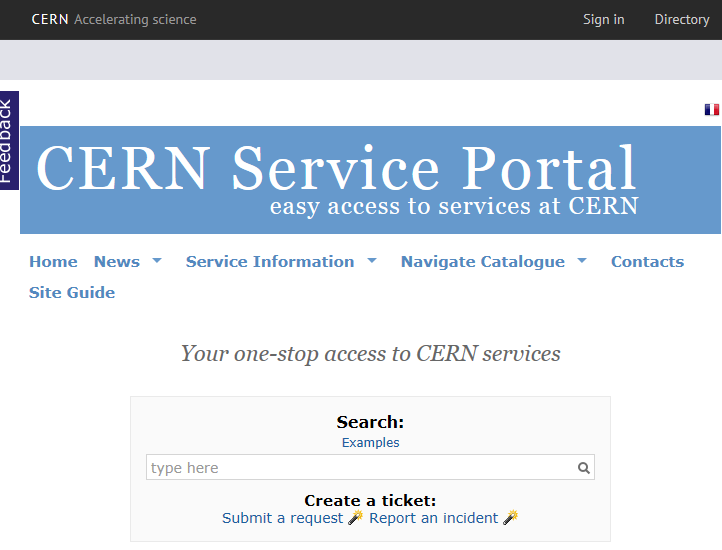 CERN Accelerating science
Sign in
Directory
Feedback
CERN Service Portal
easy access to services at CERN
Home News Service Information Navigate Catalogue Contacts
Site Guide
Your one-stop access to CERN services
Search:
Examples
type here
Create a ticket:
Submit a request Report an incident